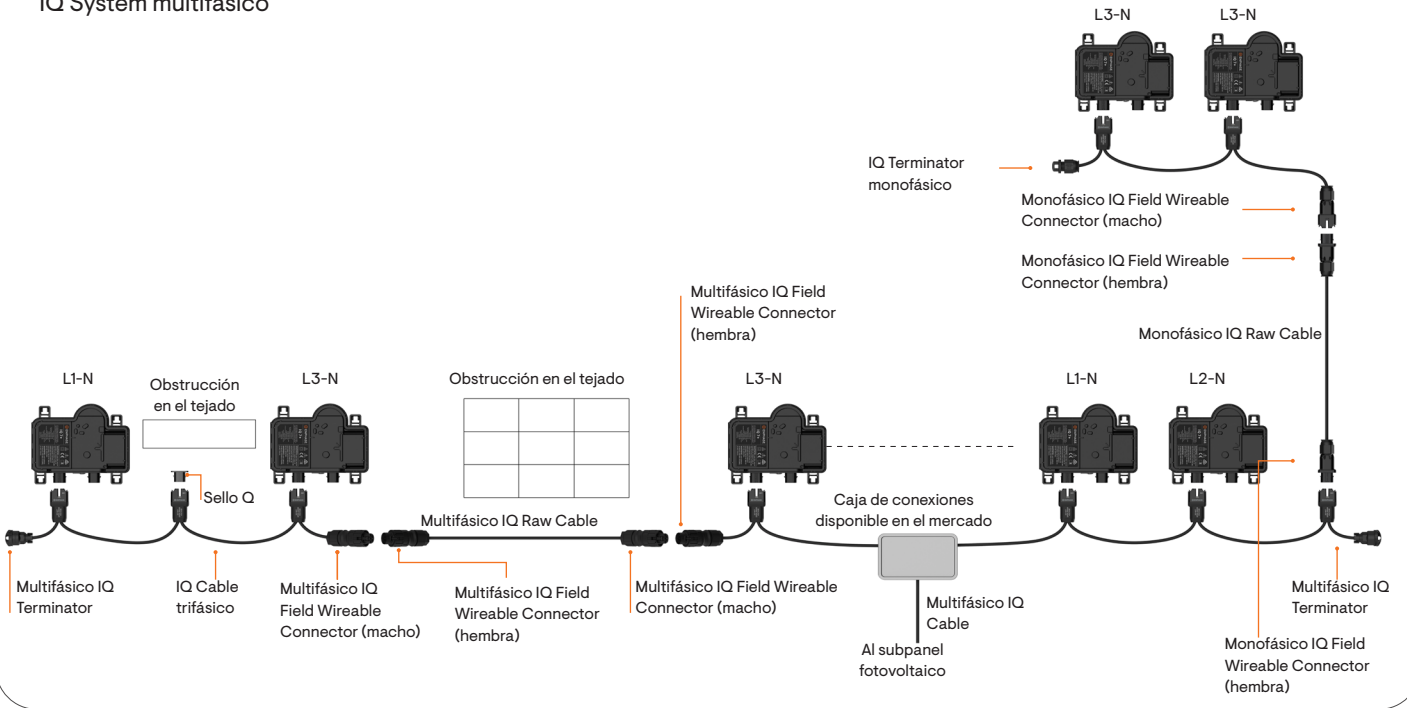 IQ System multifásico
L3-N
L3-N
IQ Terminator
monofásico
Monofásico IQ Field Wireable
Connector (macho)
Monofásico IQ Field Wireable
Connector (hembra)
Multifásico IQ Field
Wireable Connector
(hembra)
Monofásico IQ Raw Cable
L1-N
Obstrucción
en el tejado
L3-N
Obstrucción en el tejado
L3-N
L1-N
L2-N
Sello Q
Multifásico IQ Raw Cable
Caja de conexiones
disponible en el mercado
Multifásico IQ
Terminator
IQ Cable
trifásico
Multifásico IQ
Field Wireable
Connector (macho)
Multifásico IQ Field
Wireable Connector
(hembra)
Multifásico IQ Field Wireable
Connector (macho)
Multifásico IQ
Cable
Al subpanel
fotovoltaico
Multifásico IQ
Terminator
Monofásico IQ Field
Wireable Connector
(hembra)